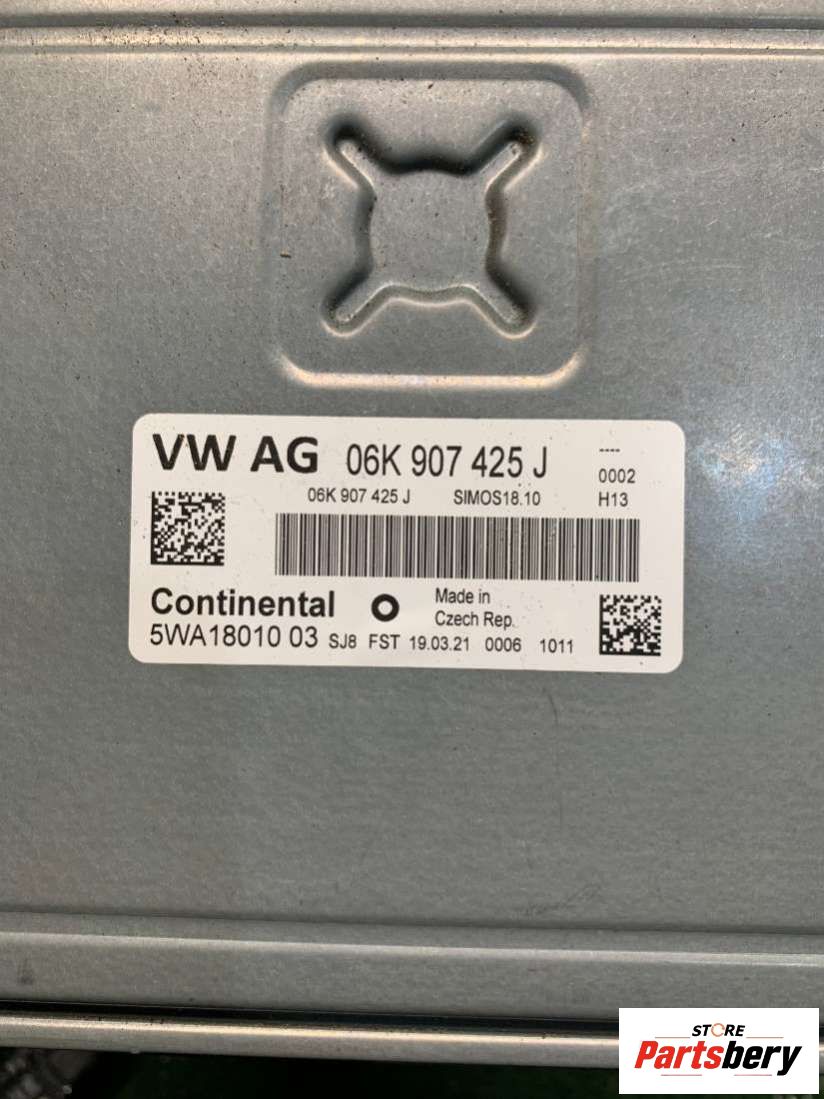 VW AG 06K 907 425 J ----
0002
06K 907 425 J SIMOS18.10 H13
Continental Made in
Czech Rep.
5WA18010 03 SJ8 FST 19.03.21 0006 1011
STORE
Partsbery